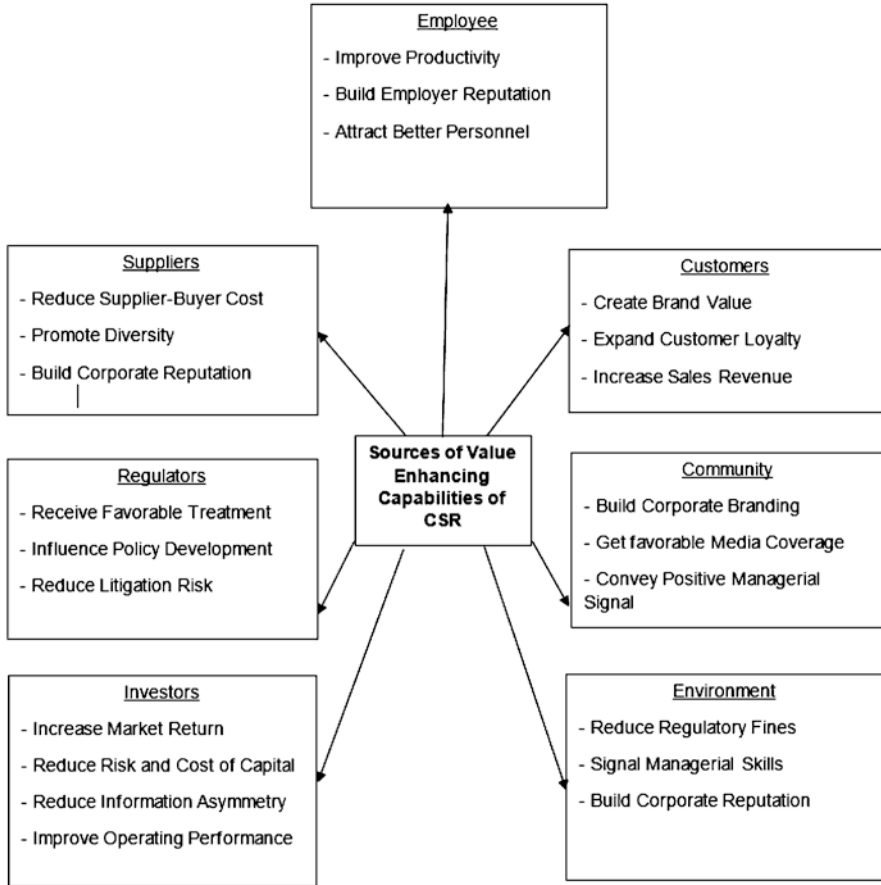 Employee
- Improve Productivity
- Build Employer Reputation
- Attract Better Personnel
Suppliers
- Reduce Supplier-Buyer Cost
- Promote Diversity
- Build Corporate Reputation
Customers
- Create Brand Value
- Expand Customer Loyalty
- Increase Sales Revenue
Sources of Value
Enhancing
Capabilities of
CSR
Regulators
- Receive Favorable Treatment
- Influence Policy Development
- Reduce Litigation Risk
Community
- Build Corporate Branding
- Get favorable Media Coverage
- Convey Positive Managerial
Signal
Investors
- Increase Market Return
- Reduce Risk and Cost of Capital
- Reduce Information Asymmetry
- Improve Operating Performance
Environment
- Reduce Regulatory Fines
- Signal Managerial Skills
- Build Corporate Reputation